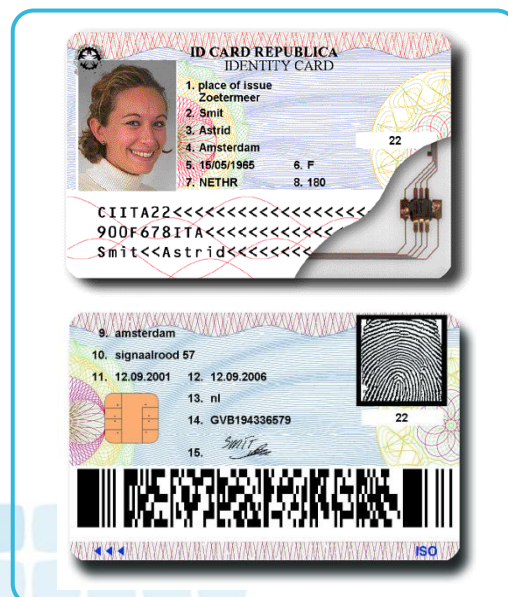 ID CARD REPUBLICA
IDENTITY CARD
1. place of issue
Zoetermeer
2. Smit
3. Astrid
4. Amsterdam
22
5. 15/05/1965 6. F
7. NETHR 8. 180
CIITA22<<<<<<<<<<<<<<<<<<<<
900F678ITA<<<<<<<<<<<<<
Smit<<Astrid<<<<<<<<
9. amsterdam
10. signaalrood 57
11. 12.09.2001 12. 12.09.2006
13. nl
14. GVB194336579
22
15. Smit
ISO